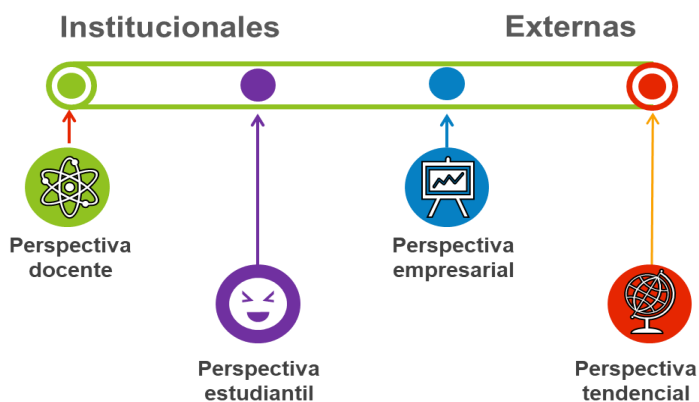 Institucionales
Externas
Perspectiva
docente
Perspectiva
empresarial
Perspectiva
estudiantil
Perspectiva
tendencial